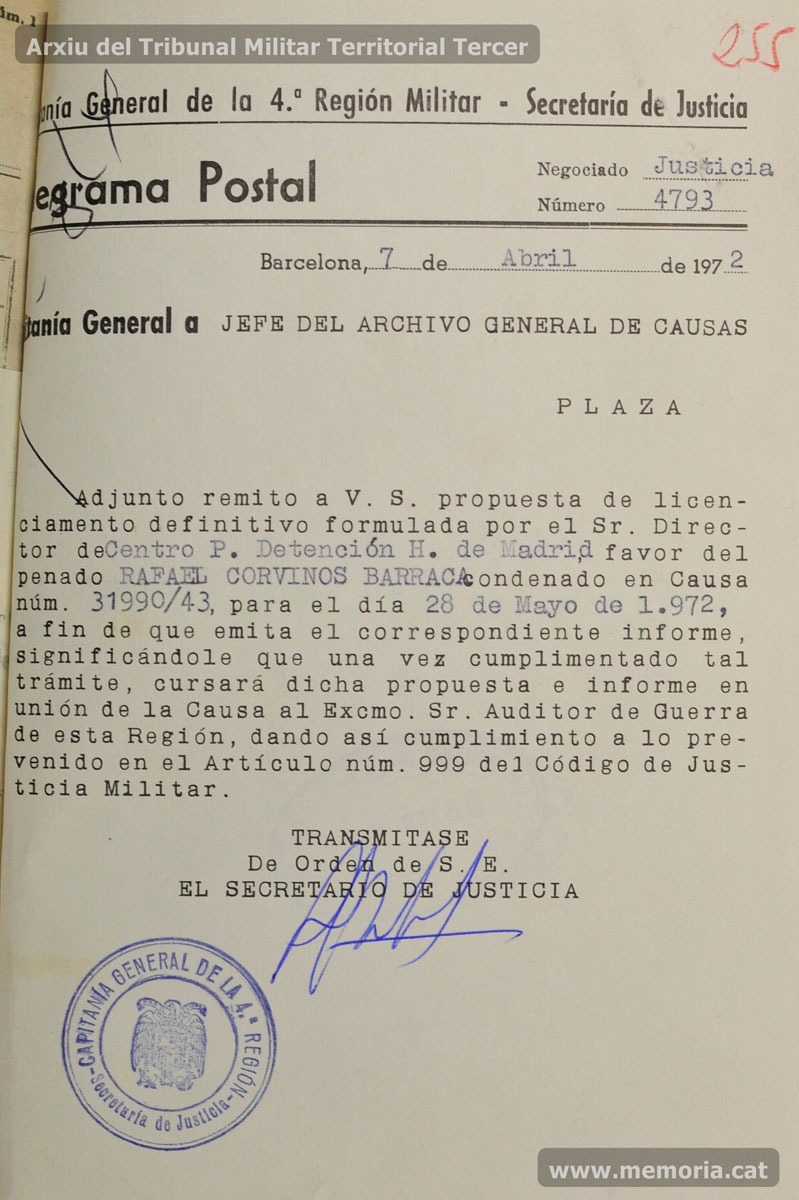 úm. 1
Arxiu del Tribunal Militar Territorial Tercer
255
anía General de la 4.ª Región Militar - Secretaría de Justicia
egrama Postal
Negociado Justicia
Número 4793
Barcelona, 7 de Abril de 1972
tanía General a JEFE DEL ARCHIVO GENERAL DE CAUSAS
P L A Z A
Adjunto remito a V. S. propuesta de licen-
ciamento definitivo formulada por el Sr. Direc-
tor deCentro P. Detención H. de Madrid, favor del
penado RAFAEL CORVINOS BARRACA condenado en Causa
núm. 31990/43, para el día 28 de Mayo de 1.972,
a fin de que emita el correspondiente informe,
significándole que una vez cumplimentado tal
trámite, cursará dicha propuesta e informe en
unión de la Causa al Excmo. Sr. Auditor de Guerra
de esta Región, dando así cumplimiento a lo pre-
venido en el Artículo núm. 999 del Código de Jus-
ticia Militar.
TRANSMITASE
De Orden de S. E.
EL SECRETARIO DE JUSTICIA
-CAPITANÍA GENERAL DE LA 4.ª REGIÓN-
Secretaría de Justicia
www.memoria.cat